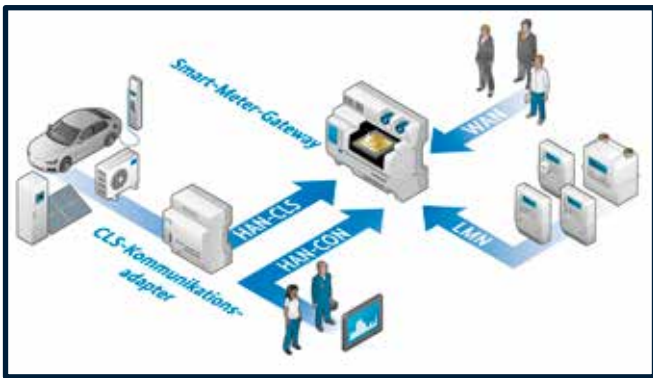 Smart-Meter-Gateway
WAN
HAN-CLS
HAN-CON
LMN
CLS-Kommunikations-
adapter